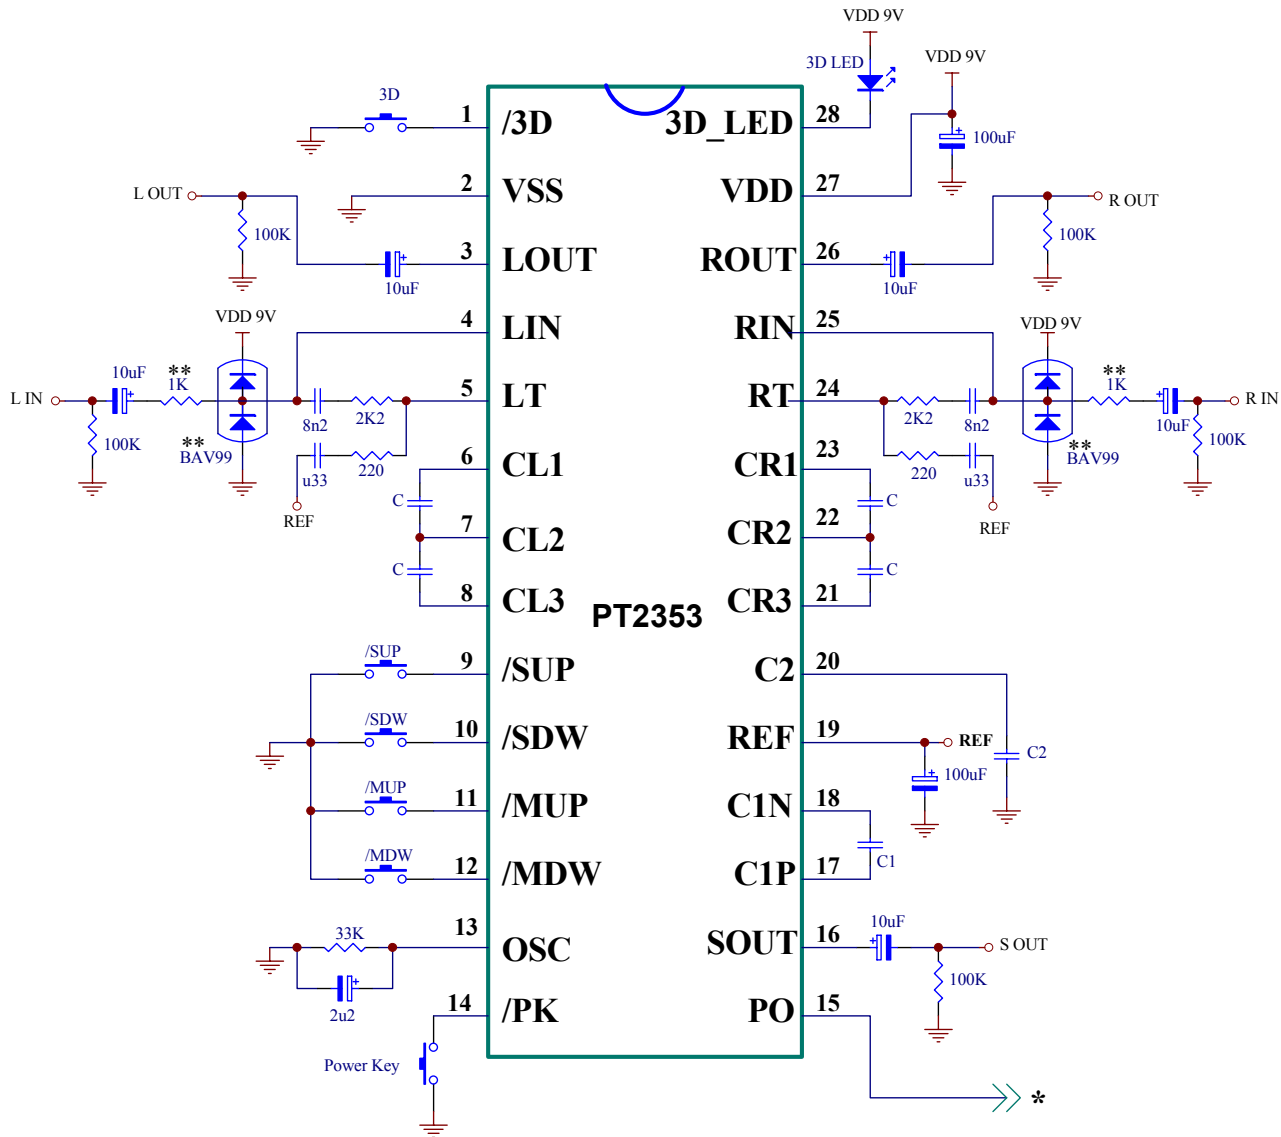 VDD 9V
3D LED
VDD 9V
3D
1
/3D
3D_LED
28
100uF
L OUT
2
VSS
VDD
27
R OUT
100K
3
LOUT
ROUT
26
100K
10uF
10uF
VDD 9V
4
LIN
RIN
25
VDD 9V
10uF
**
1K
**
1K
L IN
5
LT
RT
24
R IN
100K
8n2
2K2
2K2
8n2
10uF
100K
**
BAV99
**
BAV99
u33
220
6
CL1
CR1
23
220
u33
REF
C
C
REF
7
CL2
CR2
22
C
C
8
CL3
CR3
21
PT2353
/SUP
9
/SUP
C2
20
/SDW
10
/SDW
REF
19
REF
C2
100uF
/MUP
11
/MUP
C1N
18
C1
/MDW
12
/MDW
C1P
17
33K
13
OSC
SOUT
16
10uF
S OUT
100K
2u2
14
/PK
PO
15
Power Key
*